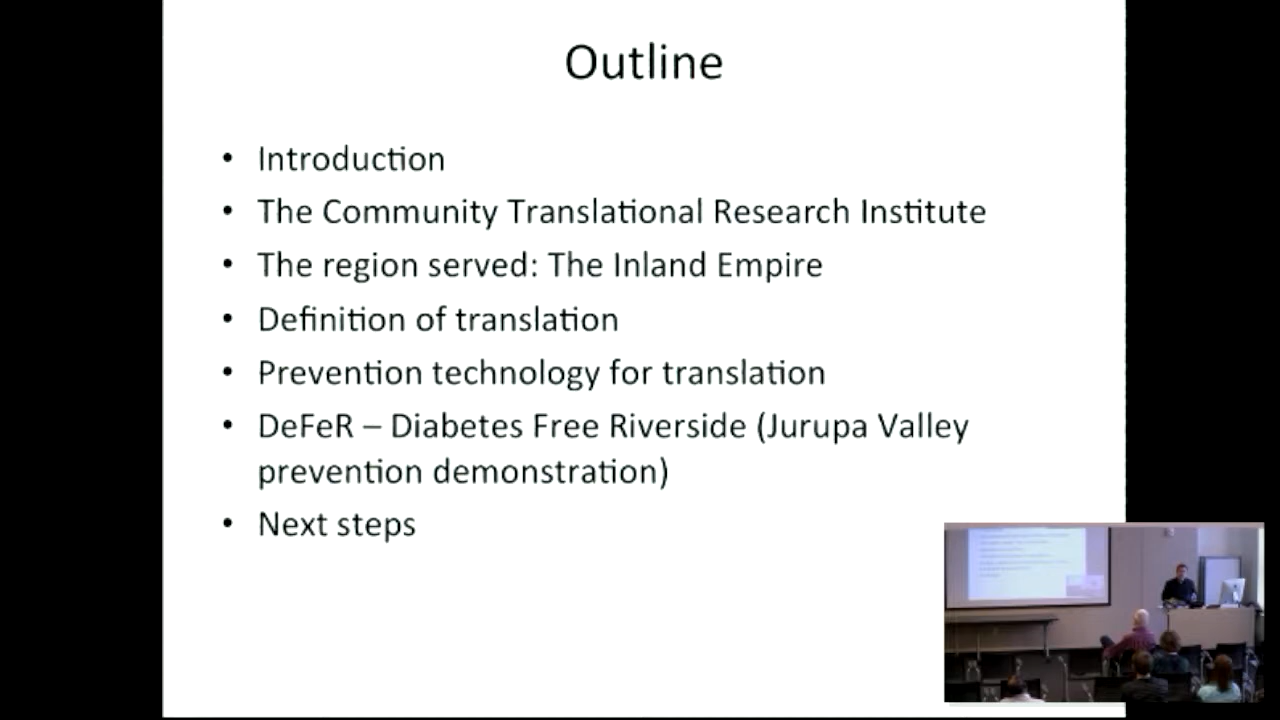 Outline
• Introduction
• The Community Translational Research Institute
• The region served: The Inland Empire
• Definition of translation
• Prevention technology for translation
• DeFeR – Diabetes Free Riverside (Jurupa Valley
prevention demonstration)
• Next steps